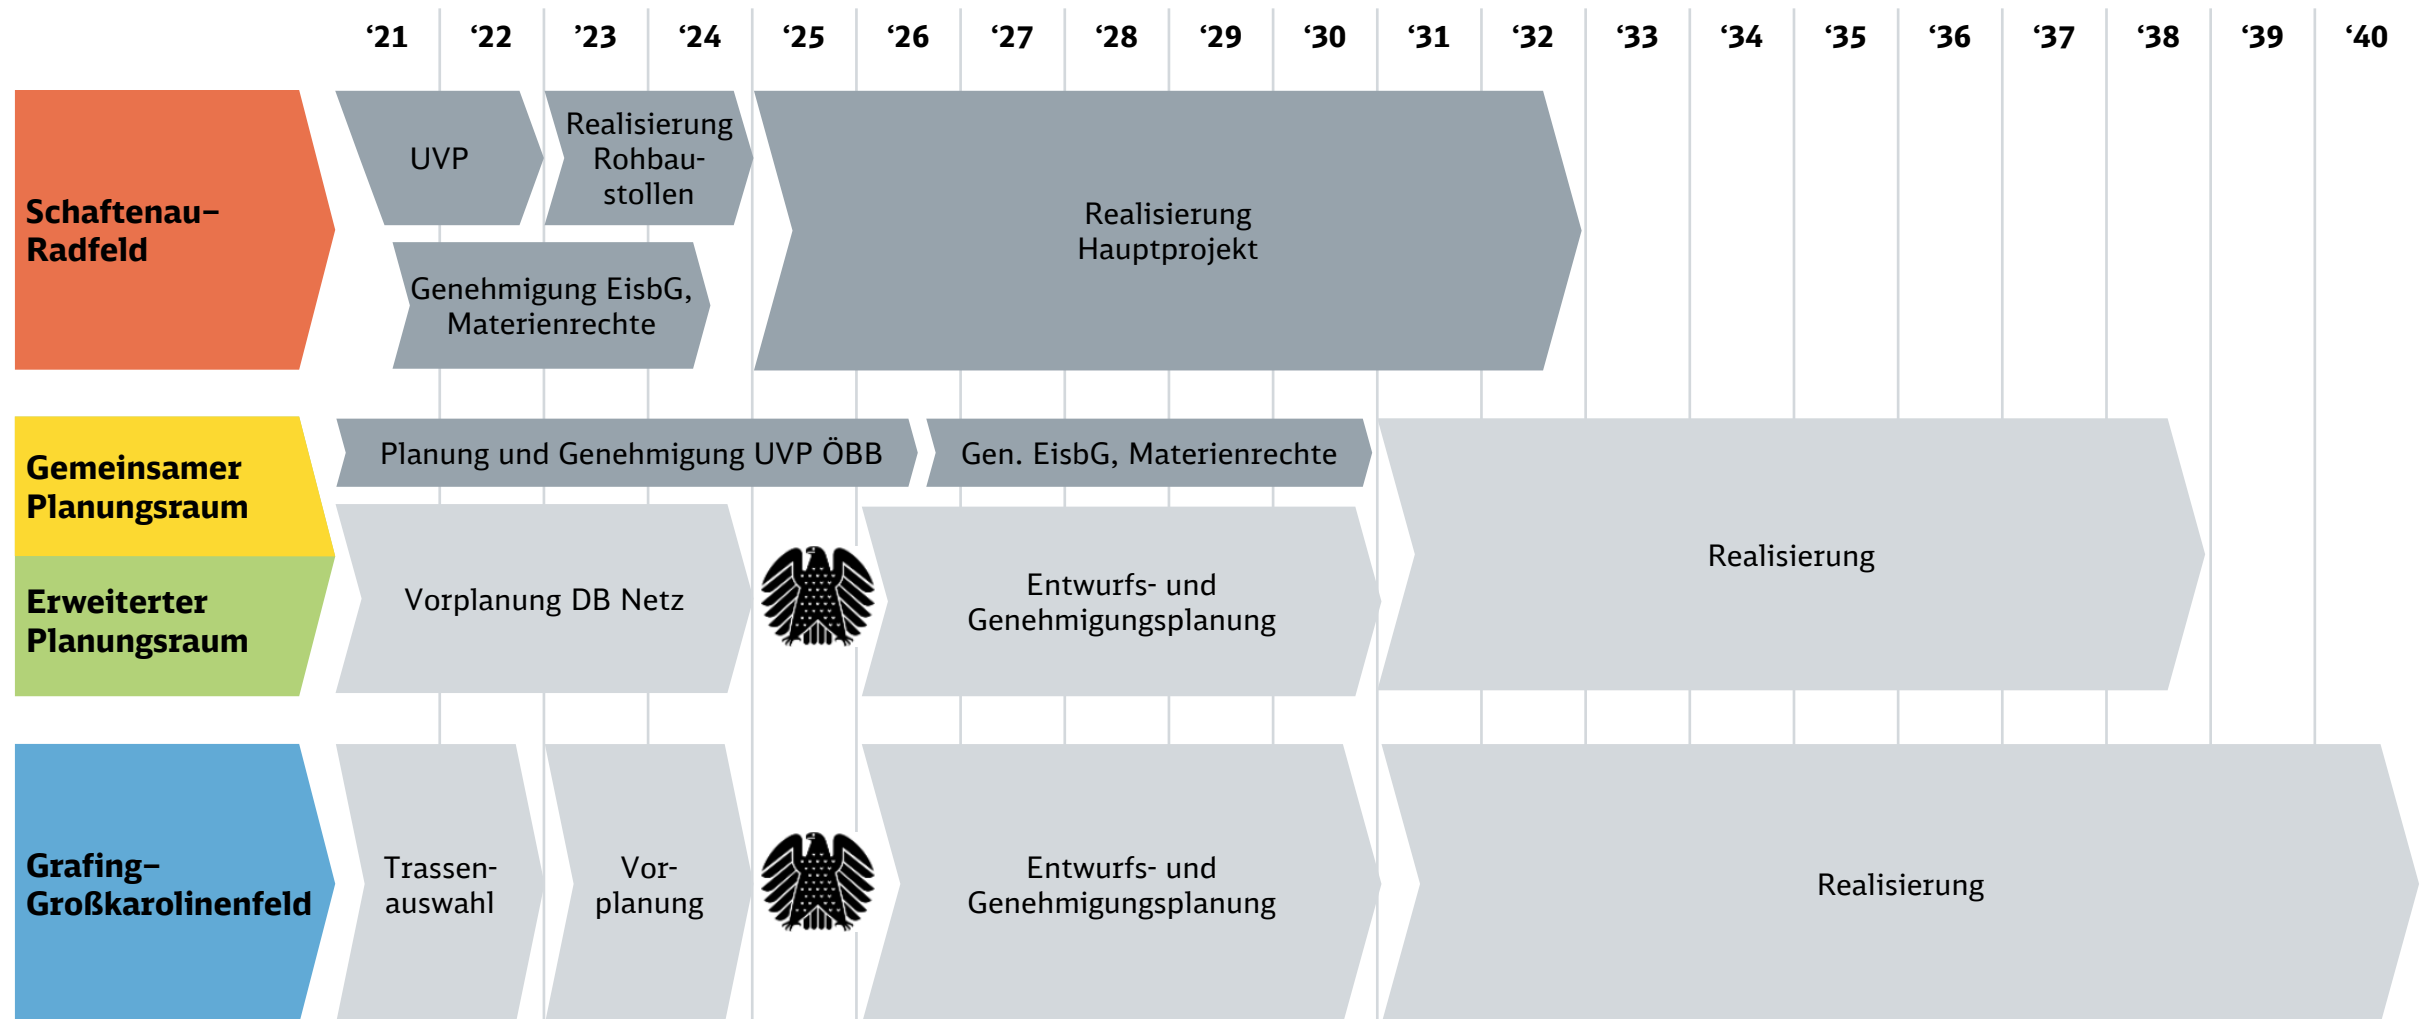 ‘21 ‘22 ’23 ‘24 ‘25 ‘26 ‘27 ‘28 ‘29 ‘30 ‘31 ‘32 ‘33 ‘34 ‘35 ‘36 ‘37 ‘38 ‘39 ‘40
Schaftenau–
Radfeld
UVP
Realisierung
Rohbau-
stollen
Genehmigung EisbG,
Materienrechte
Realisierung
Hauptprojekt
Gemeinsamer
Planungsraum
Erweiterter
Planungsraum
Planung und Genehmigung UVP ÖBB
Gen. EisbG, Materienrechte
Vorplanung DB Netz
Entwurfs- und
Genehmigungsplanung
Realisierung
Grafing–
Großkarolinenfeld
Trassen-
auswahl
Vor-
planung
Entwurfs- und
Genehmigungsplanung
Realisierung